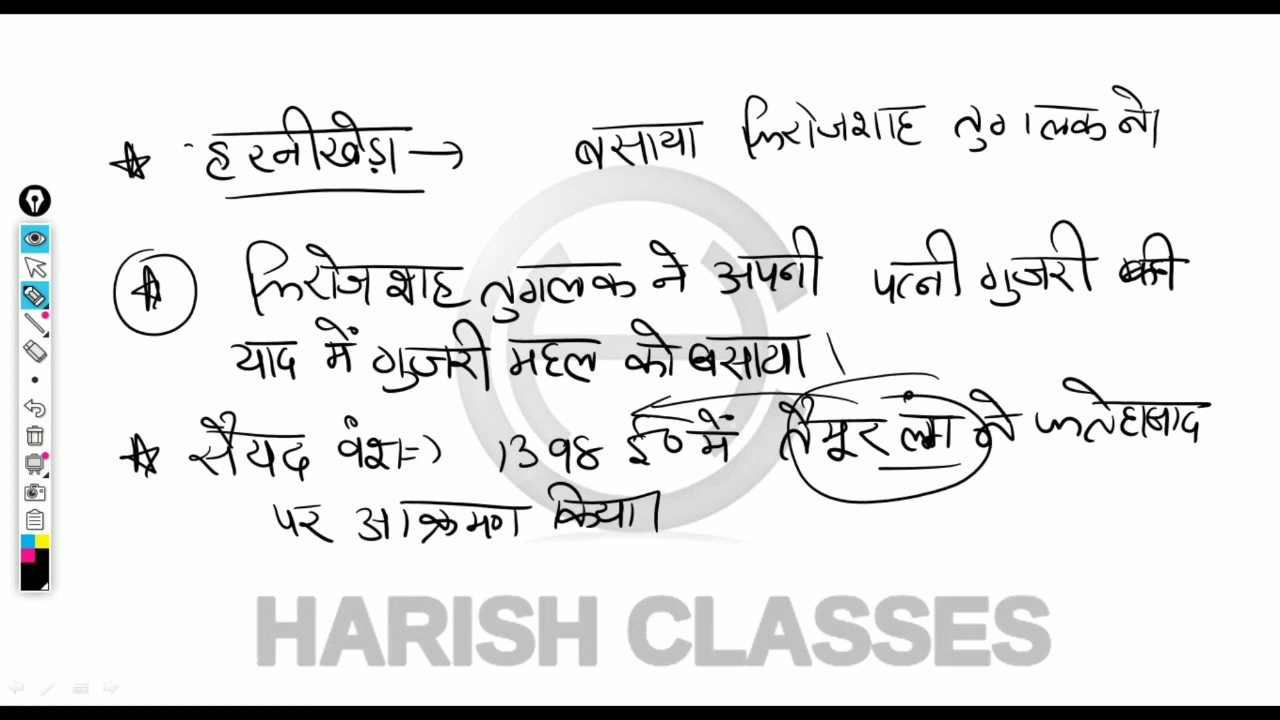 ☆ हरनीखेड़ा → बसाया फिरोजशाह तुगलक ने।
☆ फिरोजशाह तुगलक ने अपनी पत्नी गुजरी की
याद में गुजरी महल को बसाया।
☆ सैयद वंश ⇒ 1398 ई० में तैमूर लंग ने फतेहाबाद
पर आक्रमण किया।
HARISH CLASSES